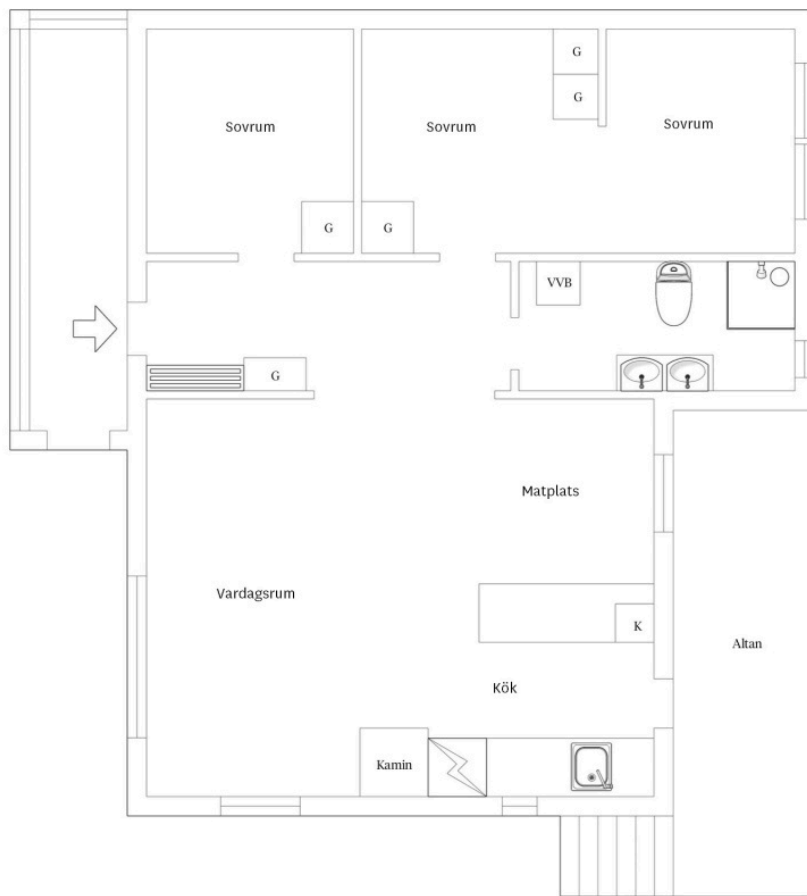 G
G
Sovrum
Sovrum
Sovrum
G
G
VVB
G
Matplats
Vardagsrum
K
Altan
Kök
Kamin